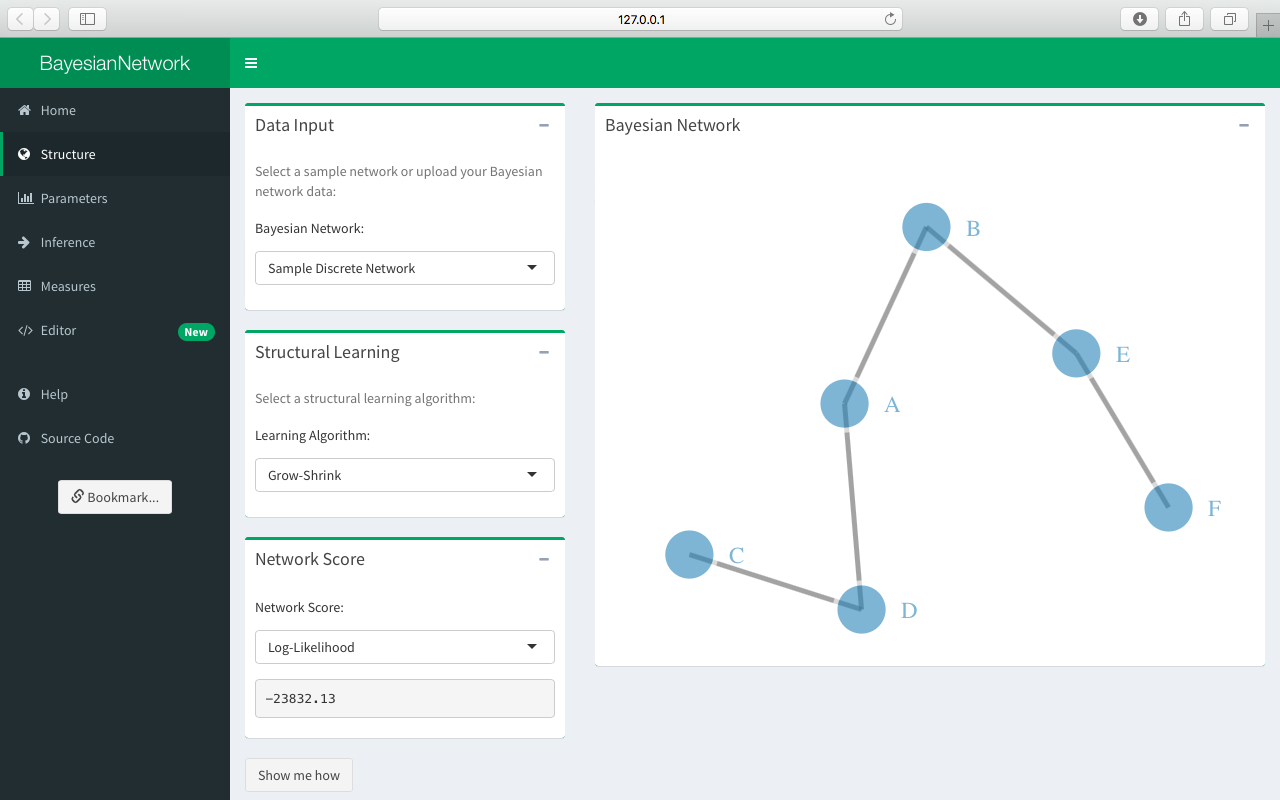 127.0.0.1
BayesianNetwork
Home
Structure
Parameters
Inference
Measures
Editor New
Help
Source Code
Bookmark...
Data Input
Select a sample network or upload your Bayesian
network data:
Bayesian Network:
Sample Discrete Network
Structural Learning
Select a structural learning algorithm:
Learning Algorithm:
Grow-Shrink
Network Score
Network Score:
Log-Likelihood
-23832.13
Show me how
Bayesian Network
B
E
A
F
C
D